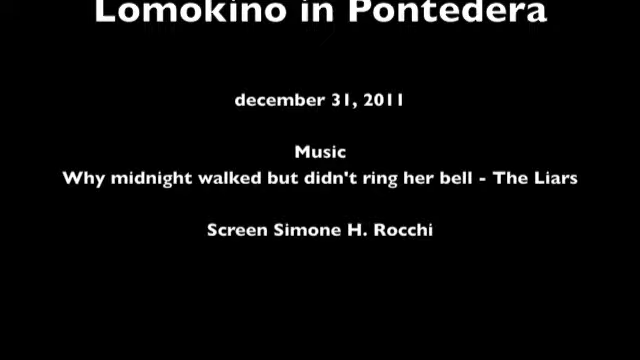 Lomokino in Pontedera
december 31, 2011
Music
Why midnight walked but didn't ring her bell - The Liars
Screen Simone H. Rocchi